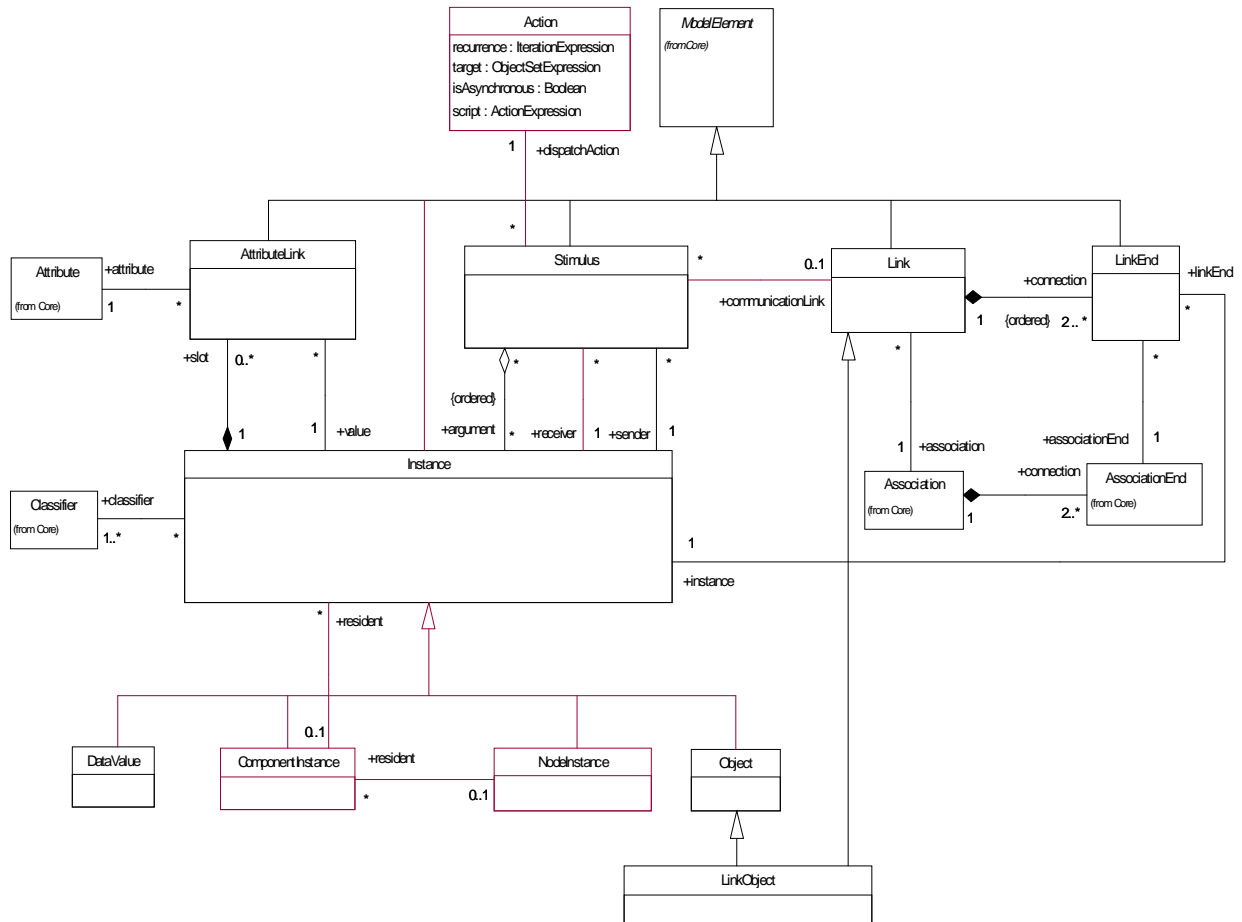 Action
recurrence : IterationExpression
target : ObjectSetExpression
isAsynchronous : Boolean
script : ActionExpression
ModelElement
(from Core)
1
+dispatchAction
*
AttributeLink
Stimulus
Link
LinkEnd
Attribute
(from Core)
+attribute
1
*
*
0..1
+communicationLink
+connection
1
{ordered}
2..*
+linkEnd
*
+slot
0..*
*
*
*
*
*
*
{ordered}
1
1
+value
+argument
*
+receiver
1
+sender
1
1
+association
+associationEnd
1
Instance
Association
(from Core)
1
+connection
2..*
AssociationEnd
(from Core)
Classifier
(from Core)
+classifier
1..*
*
1
+instance
*
+resident
0..1
DataValue
ComponentInstance
+resident
*
0..1
NodeInstance
Object
LinkObject